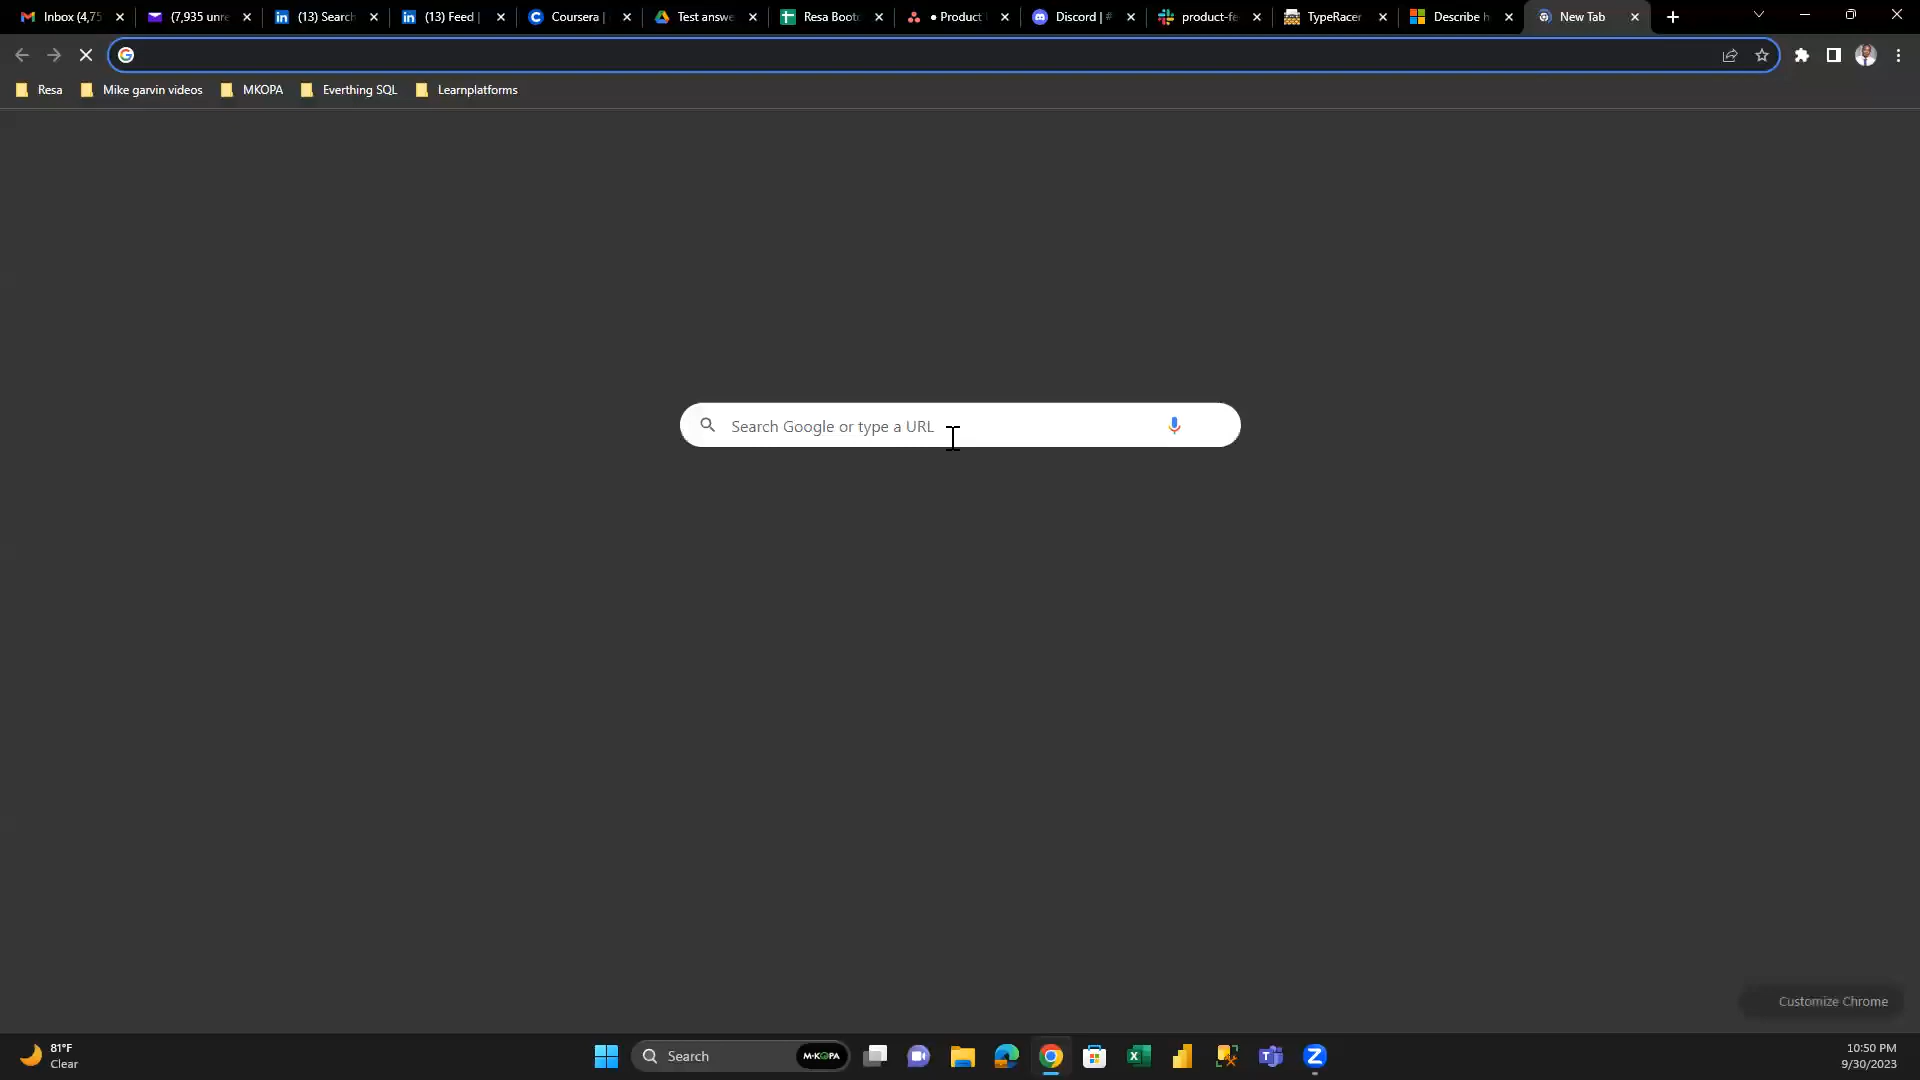 Inbox (4,75
(7,935 unre
(13) Search
(13) Feed |
Coursera |
Test answe
Resa Boot
• Product
Discord | #
product-fe
TypeRacer
Describe h
New Tab
Resa
Mike garvin videos
MKOPA
Everthing SQL
Learnplatforms
Search Google or type a URL
Customize Chrome
81°F
Clear
Search
M-KOPA
10:50 PM
9/30/2023